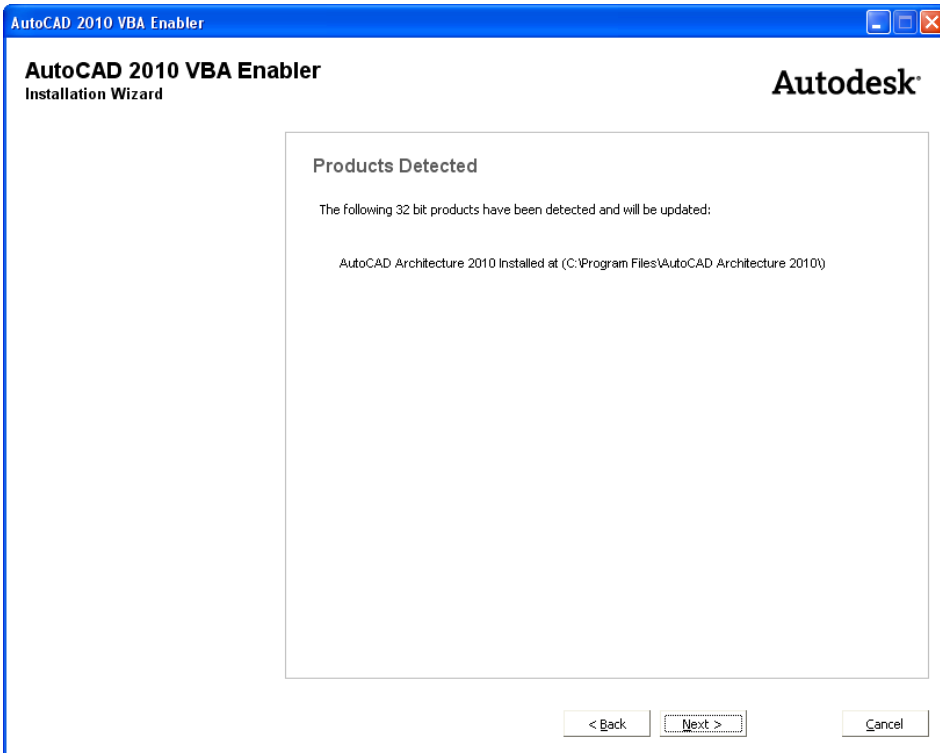 AutoCAD 2010 VBA Enabler
AutoCAD 2010 VBA Enabler
Installation Wizard
Autodesk
Products Detected
The following 32 bit products have been detected and will be updated:
AutoCAD Architecture 2010 Installed at (C:\Program Files\AutoCAD Architecture 2010\)
< Back
Next >
Cancel